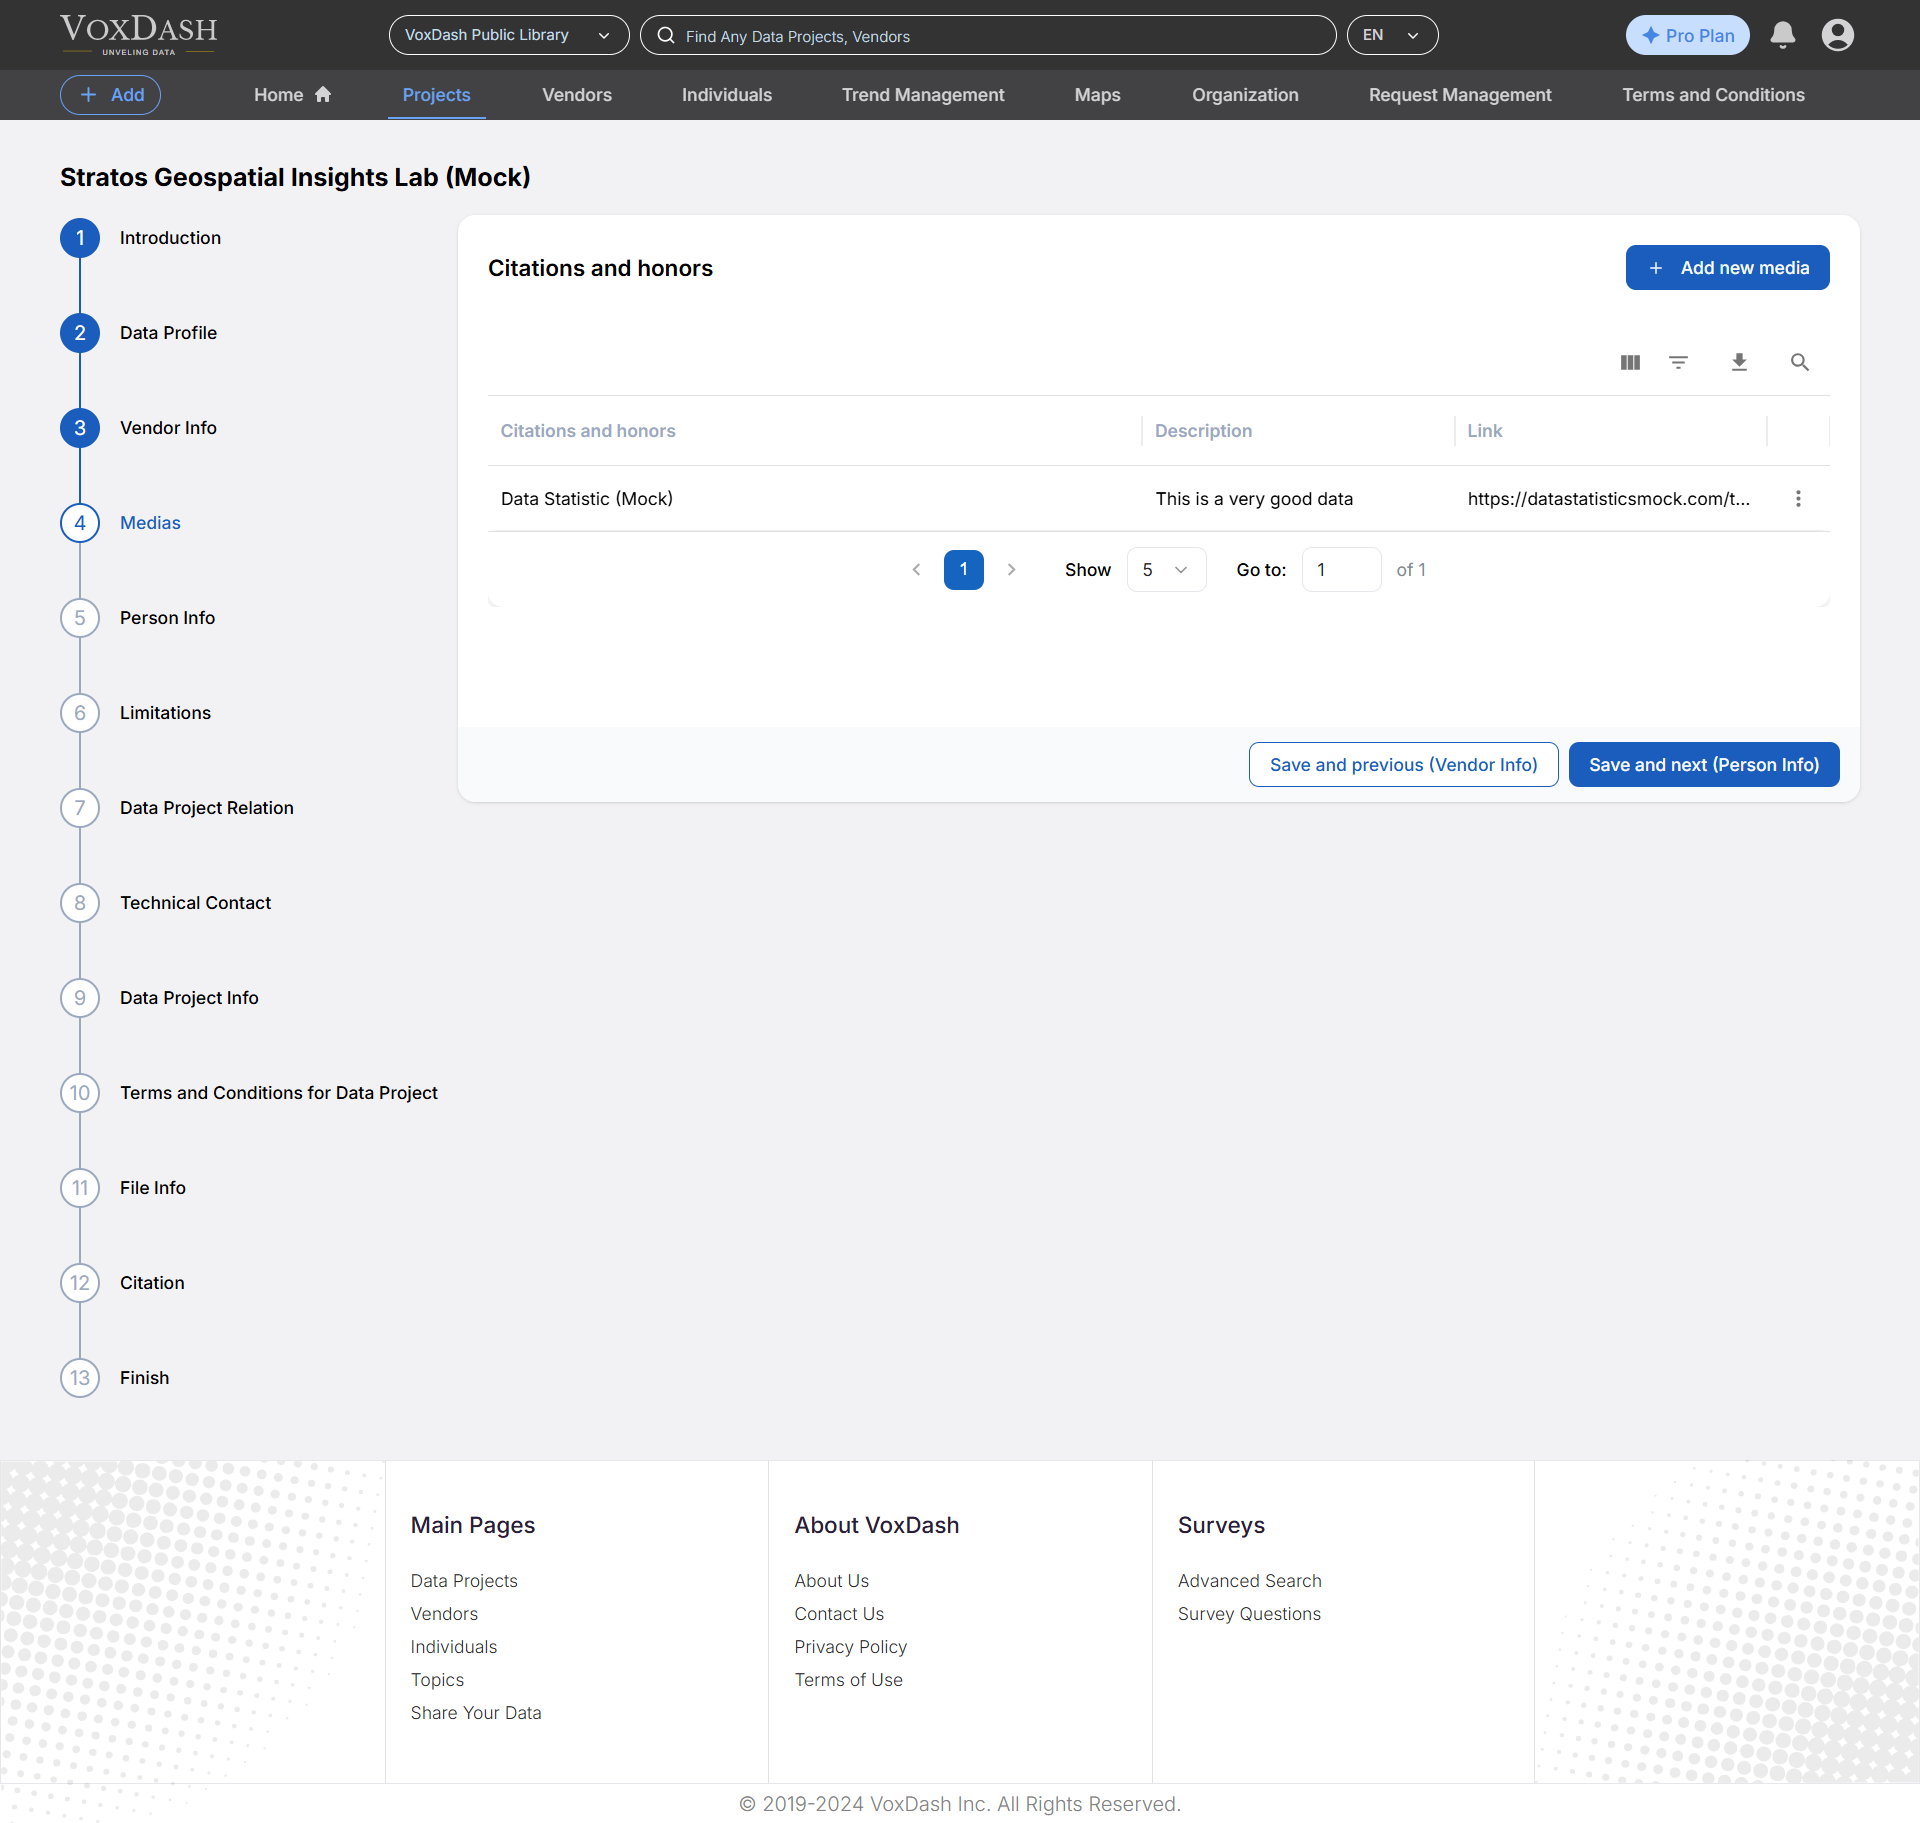 VOXDASH
UNVELING DATA
VoxDash Public Library
Find Any Data Projects, Vendors
EN
Pro Plan
Add
Home
Projects
Vendors
Individuals
Trend Management
Maps
Organization
Request Management
Terms and Conditions
Stratos Geospatial Insights Lab (Mock)
1 Introduction
2 Data Profile
3 Vendor Info
4 Medias
5 Person Info
6 Limitations
7 Data Project Relation
8 Technical Contact
9 Data Project Info
10 Terms and Conditions for Data Project
11 File Info
12 Citation
13 Finish
Citations and honors
Add new media
Citations and honors Description Link
Data Statistic (Mock) This is a very good data https://datastatisticsmock.com/t...
1 Show 5 Go to: 1 of 1
Save and previous (Vendor Info)
Save and next (Person Info)
Main Pages
Data Projects
Vendors
Individuals
Topics
Share Your Data
About VoxDash
About Us
Contact Us
Privacy Policy
Terms of Use
Surveys
Advanced Search
Survey Questions
© 2019-2024 VoxDash Inc. All Rights Reserved.